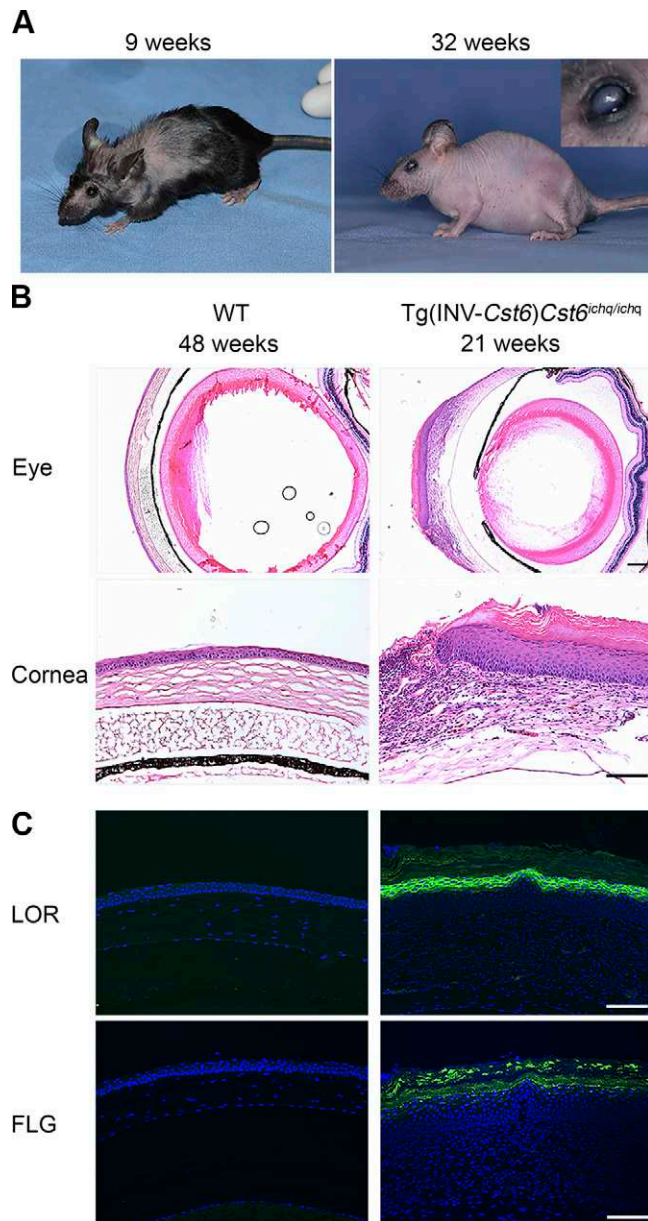 A
9 weeks 32 weeks
B
WT Tg(INV-Cst6)Cst6ichq/ichq
48 weeks 21 weeks
Eye
Cornea
C
LOR
FLG